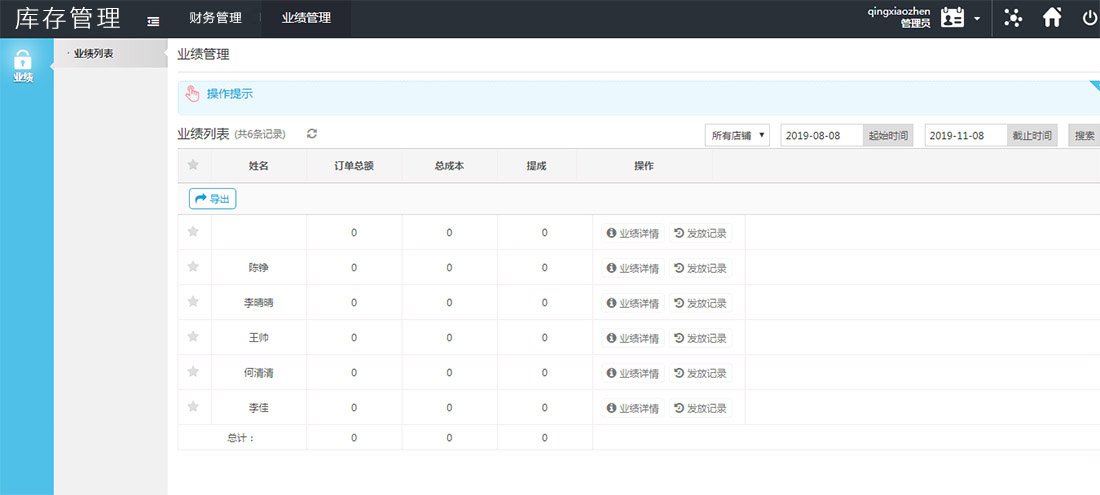 库存管理 财务管理 业绩管理 qingxiaozhen
管理员
业绩
· 业绩列表
业绩管理
操作提示
业绩列表 (共6条记录) 所有店铺 2019-08-08 起始时间 2019-11-08 截止时间 搜索
姓名 订单总额 总成本 提成 操作
导出
0 0 0 业绩详情 发放记录
陈铮 0 0 0 业绩详情 发放记录
李晴晴 0 0 0 业绩详情 发放记录
王帅 0 0 0 业绩详情 发放记录
何清清 0 0 0 业绩详情 发放记录
李佳 0 0 0 业绩详情 发放记录
总计： 0 0 0